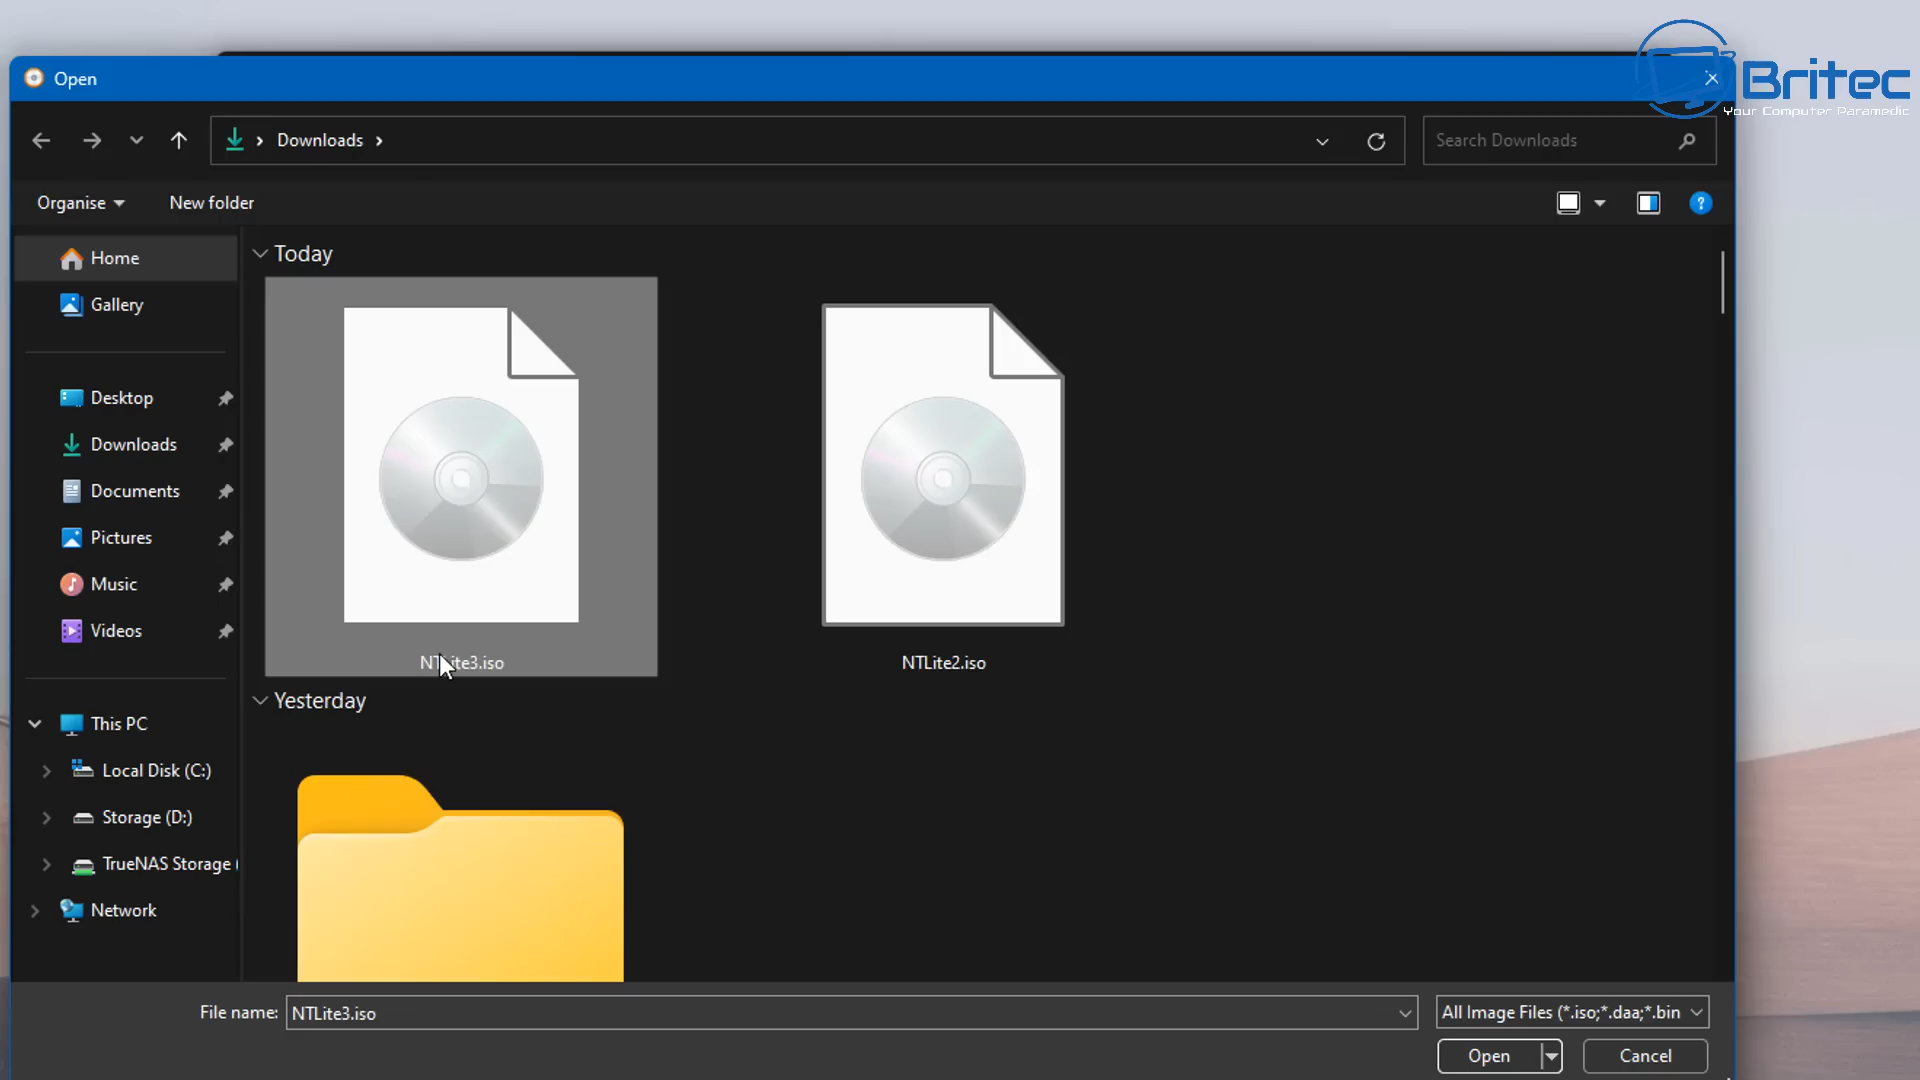 Britec
Your Computer Paramedic
Open
Downloads
Search Downloads
Organise
New folder
Home
Gallery
Desktop
Downloads
Documents
Pictures
Music
Videos
This PC
Local Disk (C:)
Storage (D:)
TrueNAS Storage (
Network
Today
NTLite3.iso
NTLite2.iso
Yesterday
File name:
NTLite3.iso
All Image Files (*.iso;*.daa;*.bin
Open
Cancel